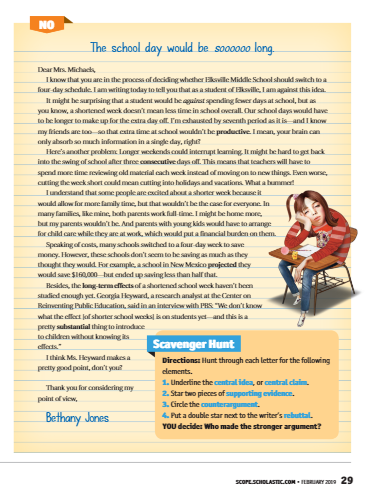 NO
The school day would be soooooo long.
Dear Mrs. Michaels,
I know that you are in the process of deciding whether Elksville Middle School should switch to a
four-day schedule. I am writing today to tell you that as a student of Elksville, I am against this idea.
It might be surprising that a student would be against spending fewer days at school, but as
you know, a shortened week doesn't mean less time in school overall. Our school days would have
to be longer to make up for the extra day off. I'm exhausted by seventh period as it is—and I know
my friends are too—so that extra time at school wouldn't be productive. I mean, your brain can
only absorb so much information in a single day, right?
Here's another problem: Longer weekends could interrupt learning. It might be hard to get back
into the swing of school after three consecutive days off. This means that teachers will have to
spend more time reviewing old material each week instead of moving on to new things. Even worse,
cutting the week short could mean cutting into holidays and vacations. What a bummer!
I understand that some people are excited about a shorter week because it
would allow for more family time, but that wouldn't be the case for everyone. In
many families, like mine, both parents work full-time. I might be home more,
but my parents wouldn't be. And parents with young kids would have to arrange
for child care while they are at work, which would put a financial burden on them.
Speaking of costs, many schools switched to a four-day week to save
money. However, these schools don't seem to be saving as much as they
thought they would. For example, a school in New Mexico projected they
would save $160,000—but ended up saving less than half that.
Besides, the long-term effects of a shortened school week haven't been
studied enough yet. Georgia Heyward, a research analyst at the Center on
Reinventing Public Education, said in an interview with PBS: "We don't know
what the effect [of shorter school weeks] is on students yet—and this is a
pretty substantial thing to introduce
to children without knowing its
effects."
I think Ms. Heyward makes a
pretty good point, don't you?
Thank you for considering my
point of view,
Bethany Jones
Scavenger Hunt
Directions: Hunt through each letter for the following
elements.
1. Underline the central idea, or central claim.
2. Star two pieces of supporting evidence.
3. Circle the counterargument.
4. Put a double star next to the writer's rebuttal.
YOU decide: Who made the stronger argument?
SCOPE.SCHOLASTIC.COM • FEBRUARY 2019 29